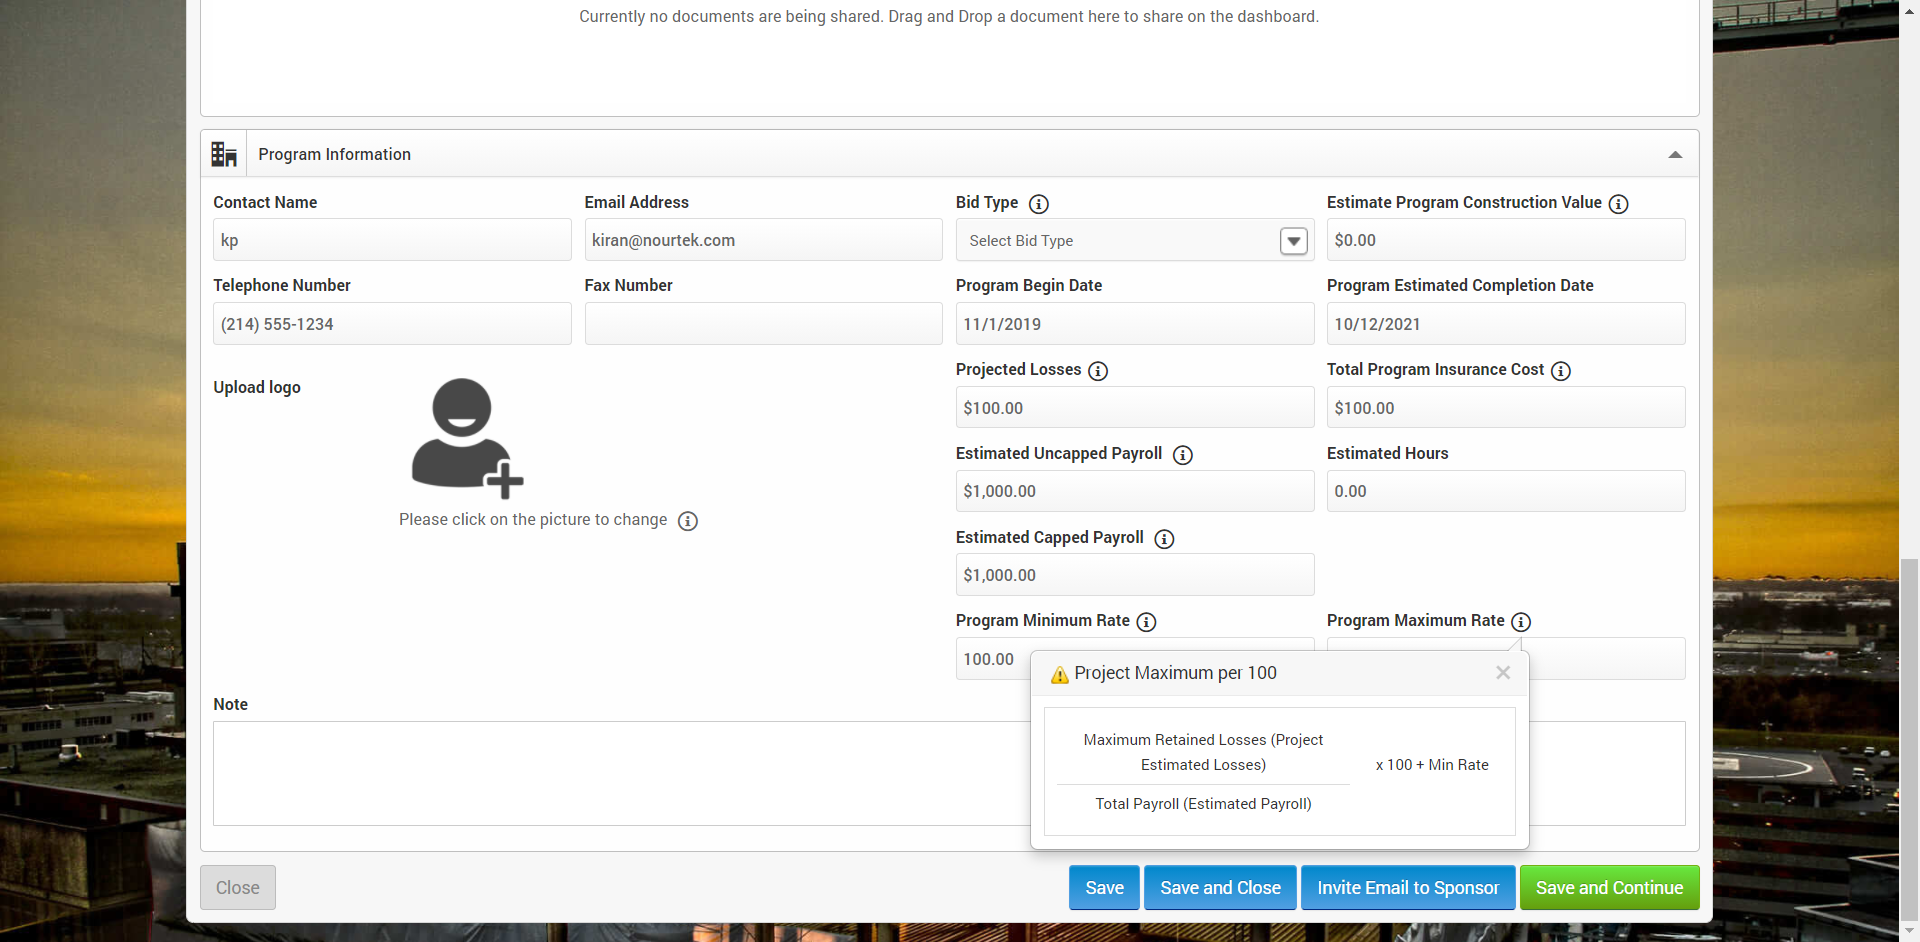 Currently no documents are being shared. Drag and Drop a document here to share on the dashboard.
Program Information
Contact Name
kp
Email Address
kiran@nourtek.com
Bid Type
Select Bid Type
Estimate Program Construction Value
$0.00
Telephone Number
(214) 555-1234
Fax Number
Program Begin Date
11/1/2019
Program Estimated Completion Date
10/12/2021
Upload logo
Please click on the picture to change
Projected Losses
$100.00
Total Program Insurance Cost
$100.00
Estimated Uncapped Payroll
$1,000.00
Estimated Hours
0.00
Estimated Capped Payroll
$1,000.00
Program Minimum Rate
100.00
Program Maximum Rate
Project Maximum per 100
Maximum Retained Losses (Project
Estimated Losses)
x 100 + Min Rate
Total Payroll (Estimated Payroll)
Note
Close
Save
Save and Close
Invite Email to Sponsor
Save and Continue